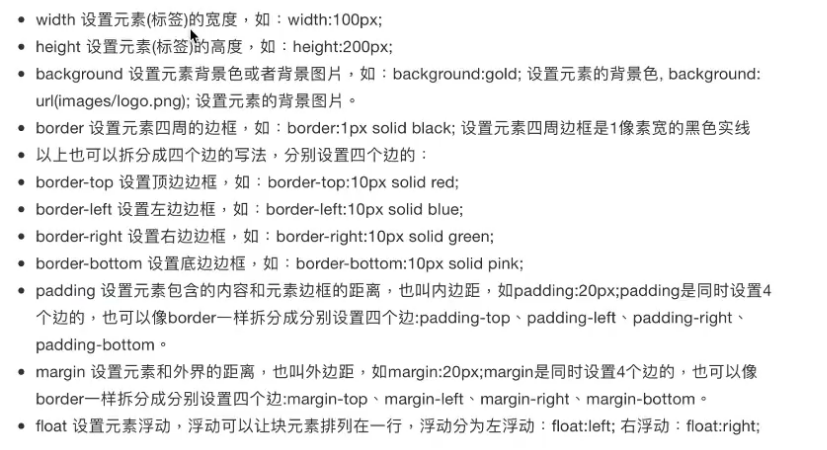 • width 设置元素(标签)的宽度，如：width:100px;
• height 设置元素(标签)的高度，如：height:200px;
• background 设置元素背景色或者背景图片，如：background:gold; 设置元素的背景色, background:
url(images/logo.png); 设置元素的背景图片。
• border 设置元素四周的边框，如：border:1px solid black; 设置元素四周边框是1像素宽的黑色实线
• 以上也可以拆分成四个边的写法，分别设置四个边的：
• border-top 设置顶边边框，如：border-top:10px solid red;
• border-left 设置左边边框，如：border-left:10px solid blue;
• border-right 设置右边边框，如：border-right:10px solid green;
• border-bottom 设置底边边框，如：border-bottom:10px solid pink;
• padding 设置元素包含的内容和元素边框的距离，也叫内边距，如padding:20px;padding是同时设置4
个边的，也可以像border一样拆分成分别设置四个边:padding-top、padding-left、padding-right、
padding-bottom。
• margin 设置元素和外界的距离，也叫外边距，如margin:20px;margin是同时设置4个边的，也可以像
border一样拆分成分别设置四个边:margin-top、margin-left、margin-right、margin-bottom。
• float 设置元素浮动，浮动可以让块元素排列在一行，浮动分为左浮动：float:left; 右浮动：float:right;